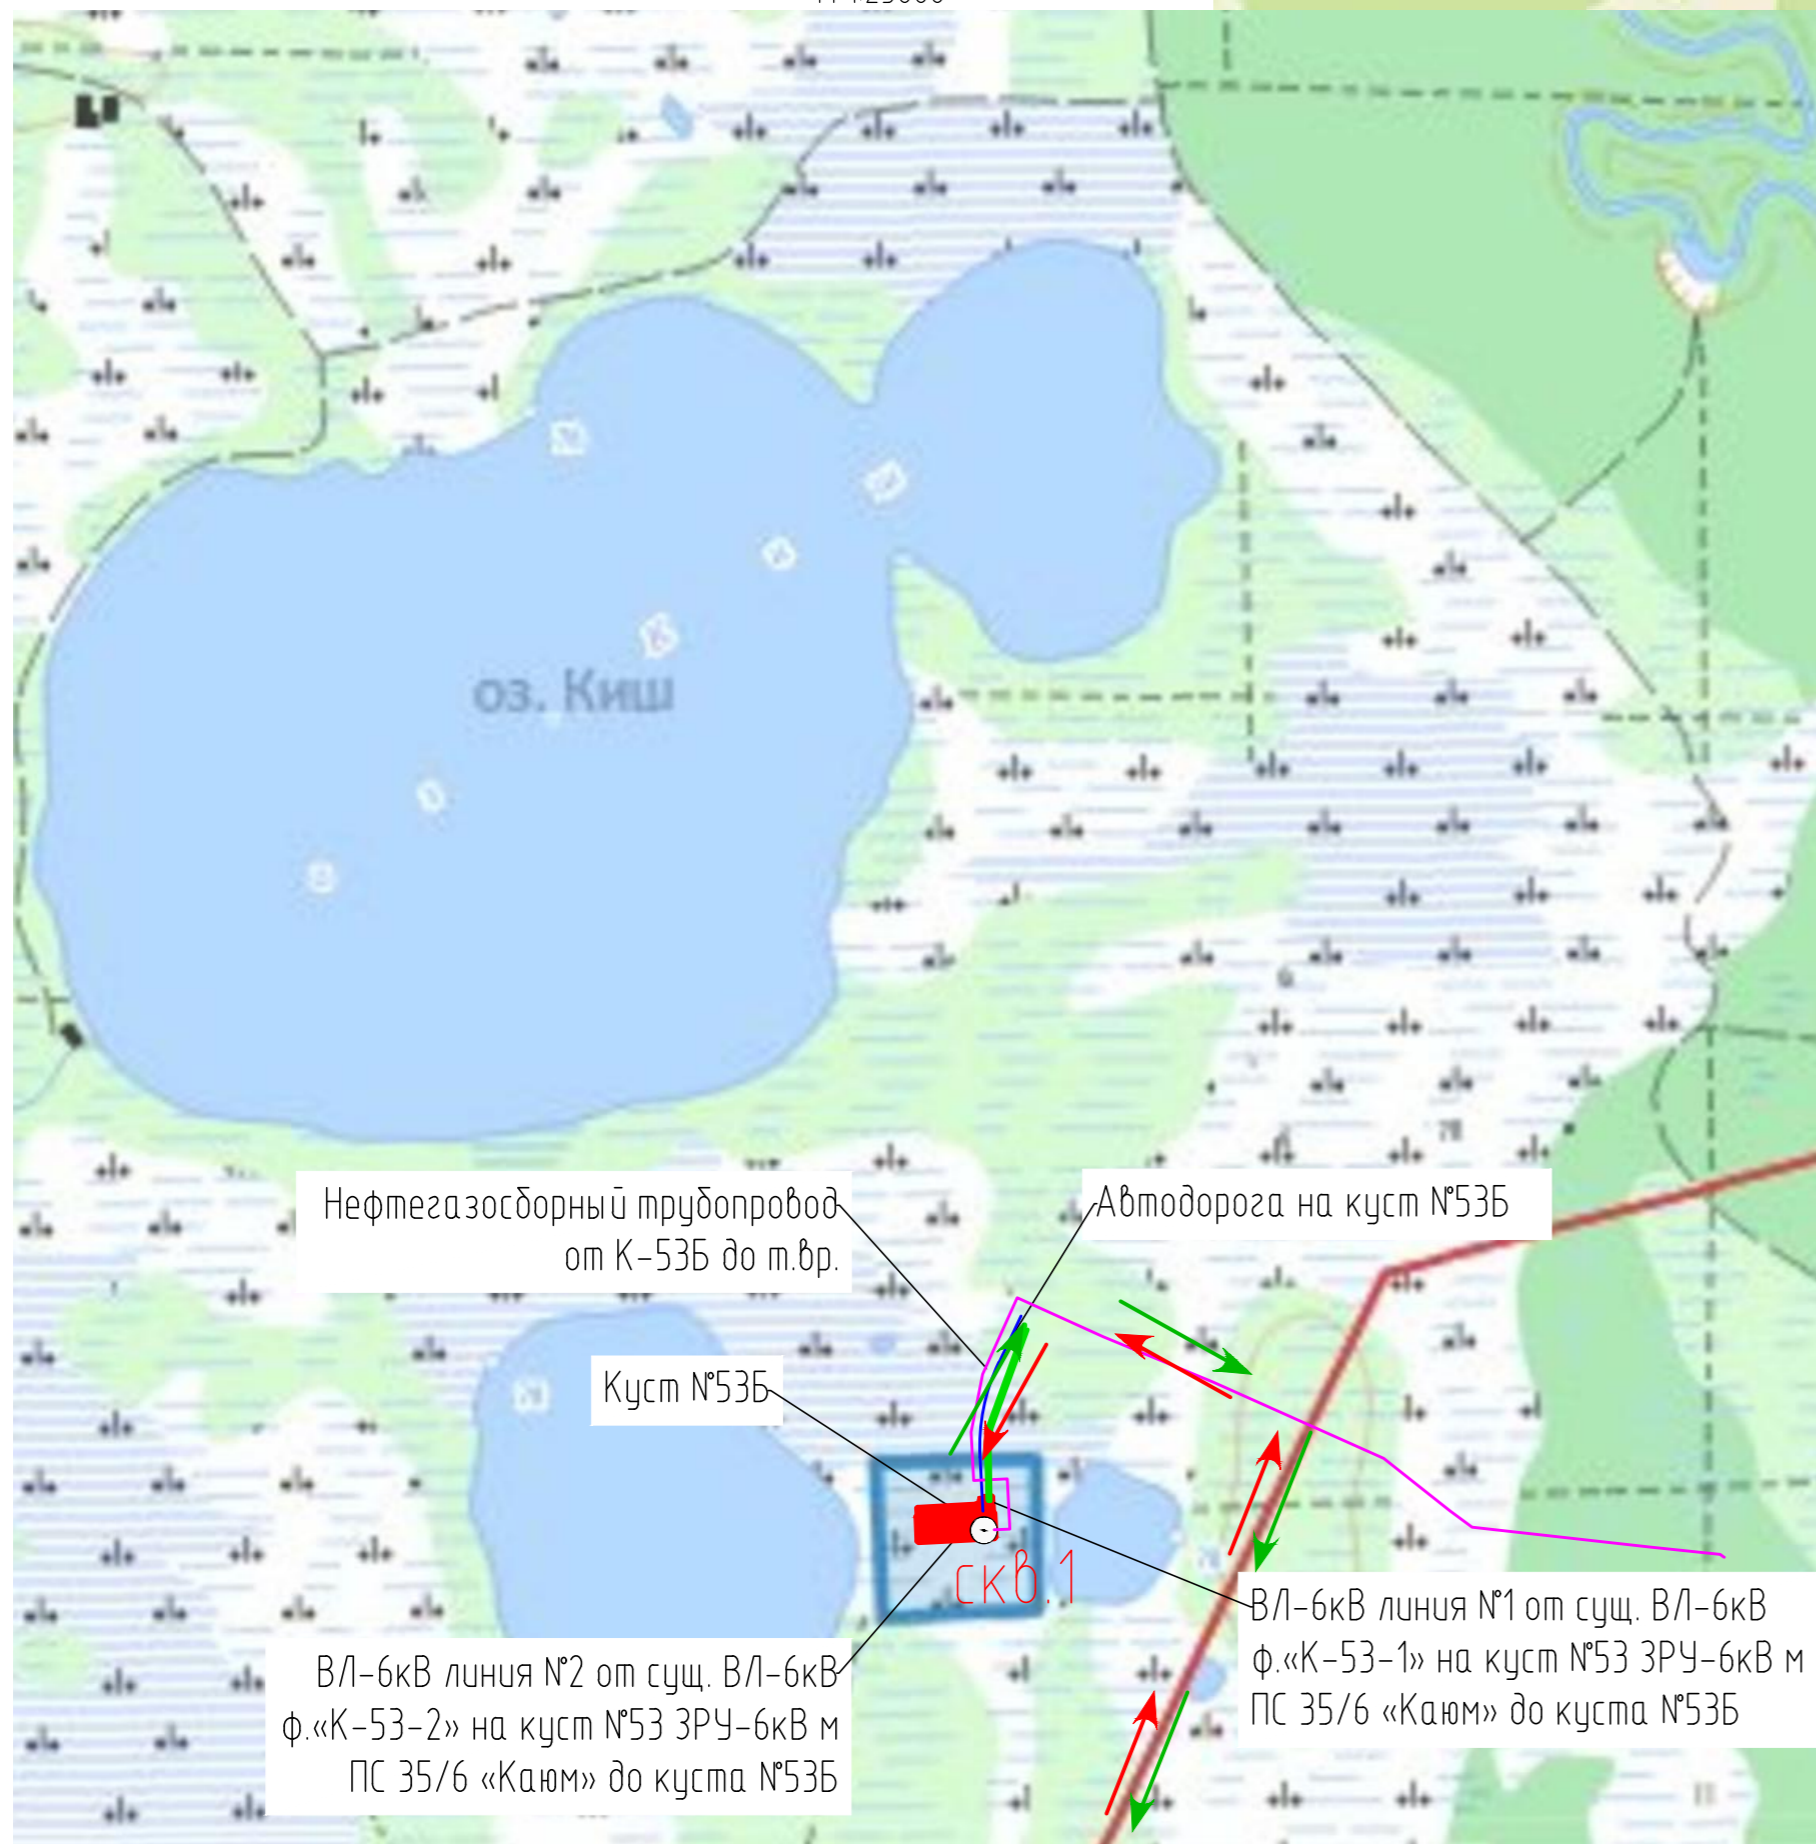 оз. Киш
Нефтегазосборный трубопровод
от К-53Б до т.вр.
Автодорога на куст №53Б
Куст №53Б
скв.1
ВЛ-6кВ линия №1 от сущ. ВЛ-6кВ
ф.«К-53-1» на куст №53 ЗРУ-6кВ м
ПС 35/6 «Каюм» до куста №53Б
ВЛ-6кВ линия №2 от сущ. ВЛ-6кВ
ф.«К-53-2» на куст №53 ЗРУ-6кВ м
ПС 35/6 «Каюм» до куста №53Б